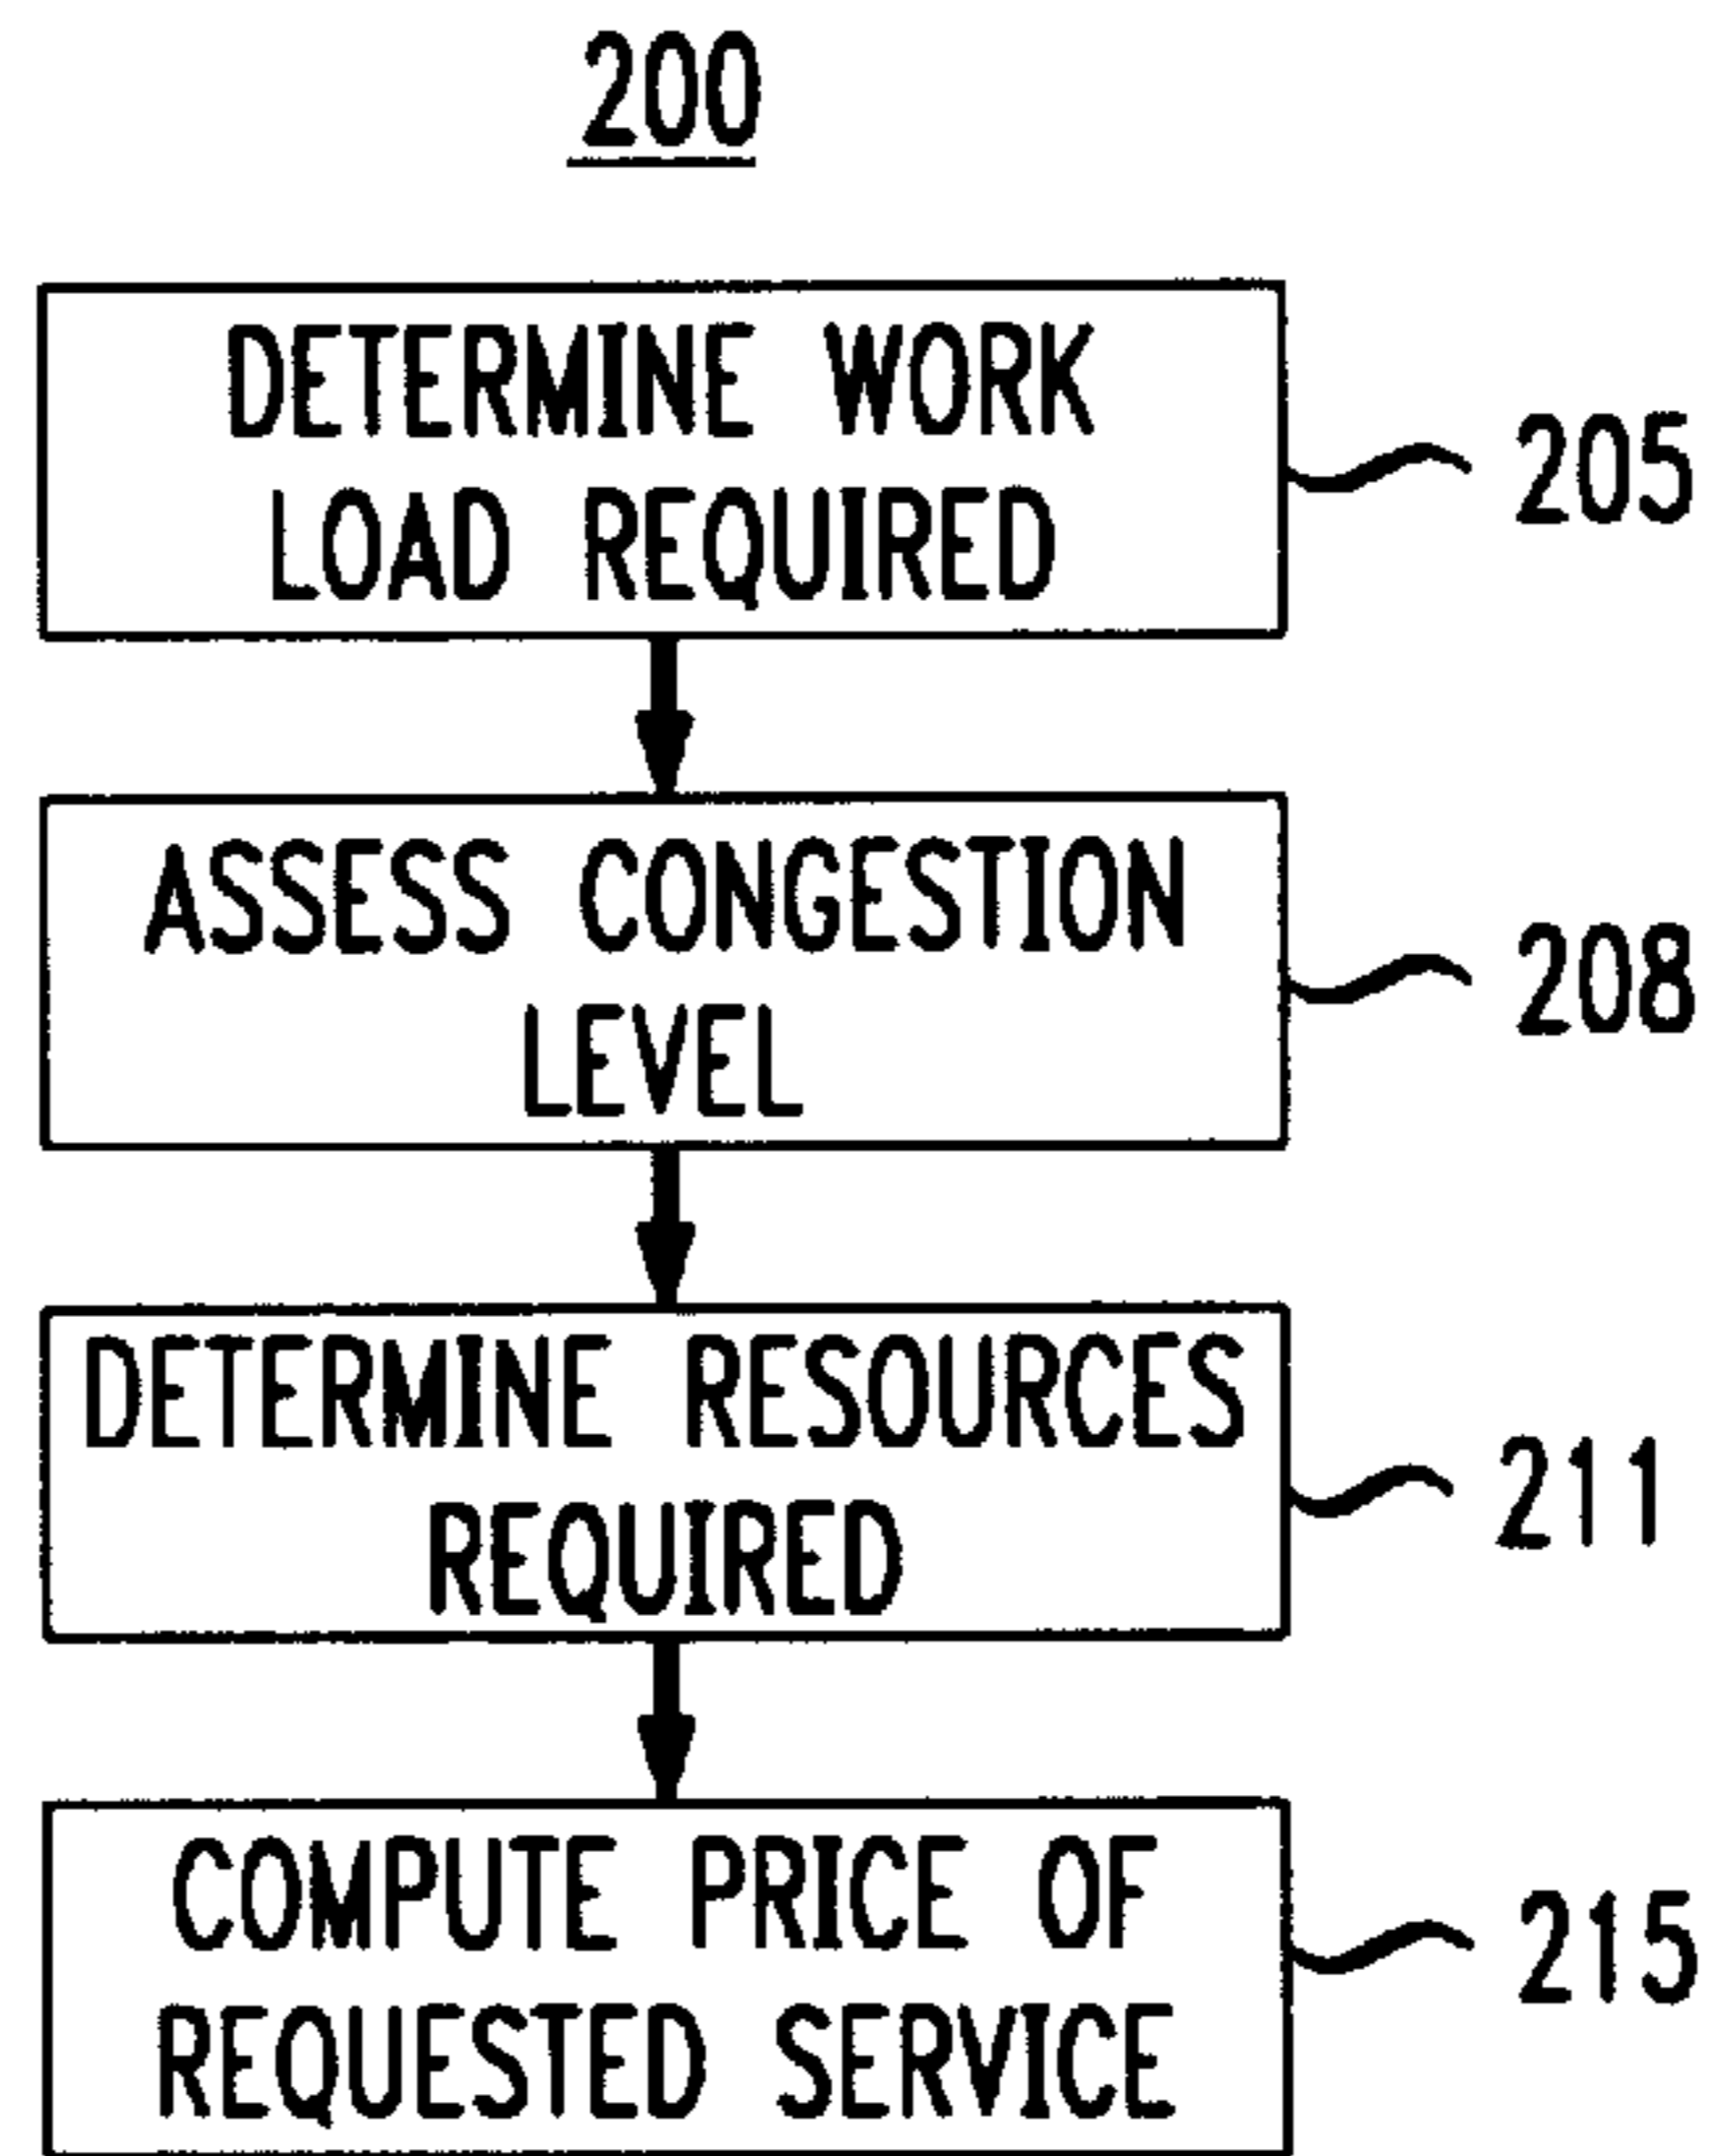 200
DETERMINE WORK
LOAD REQUIRED
205
ASSESS CONGESTION
LEVEL
208
DETERMINE RESOURCES
REQUIRED
211
COMPUTE PRICE OF
REQUESTED SERVICE
215